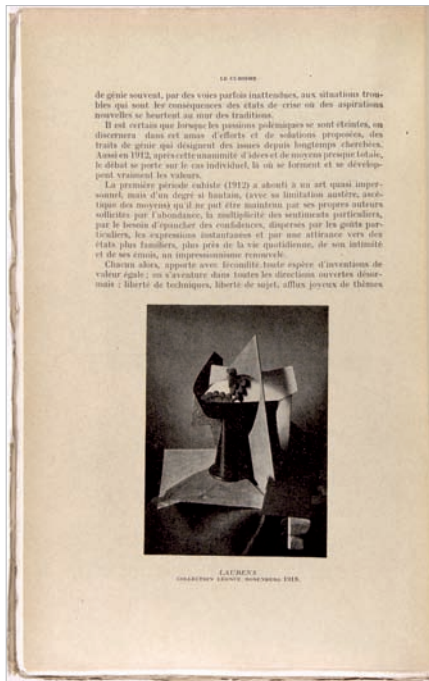 LE CUBISME
de génie souvent, par des voies parfois inattendues, aux situations trou-
bles qui sont les conséquences des états de crise où des aspirations
nouvelles se heurtent au mur des traditions.
Il est certain que lorsque les passions polémiques se sont éteintes, on
discernera dans cet amas d'efforts et de solutions proposées, des
traits de génie qui désignent des issues depuis longtemps cherchées.
Aussi en 1912, après cette unanimité d'idées et de moyens presque totale,
le débat se porte sur le cas individuel, là où se forment et se dévelop-
pent vraiment les valeurs.
La première période cubiste (1912) a abouti à un art quasi imper-
sonnel, mais d'un degré si hautain, (avec sa limitation austère, ascé-
tique des moyens) qu'il ne put être maintenu par ses propres auteurs
sollicités par l'abondance, la multiplicité des sentiments particuliers,
par le besoin d'épancher des confidences, dispersés par les goûts par-
ticuliers, les expressions instantanées et par une attirance vers des
états plus familiers, plus près de la vie quotidienne, de son intimité
et de ses émois, un impressionnisme renouvelé.
Chacun alors, apporte avec fécondité toute espèce d'inventions de
valeur égale ; on s'aventure dans toutes les directions ouvertes désor-
mais ; liberté de techniques, liberté de sujet, afflux joyeux de thèmes
LAURENS
COLLECTION LÉONCE ROSENBERG 1918.